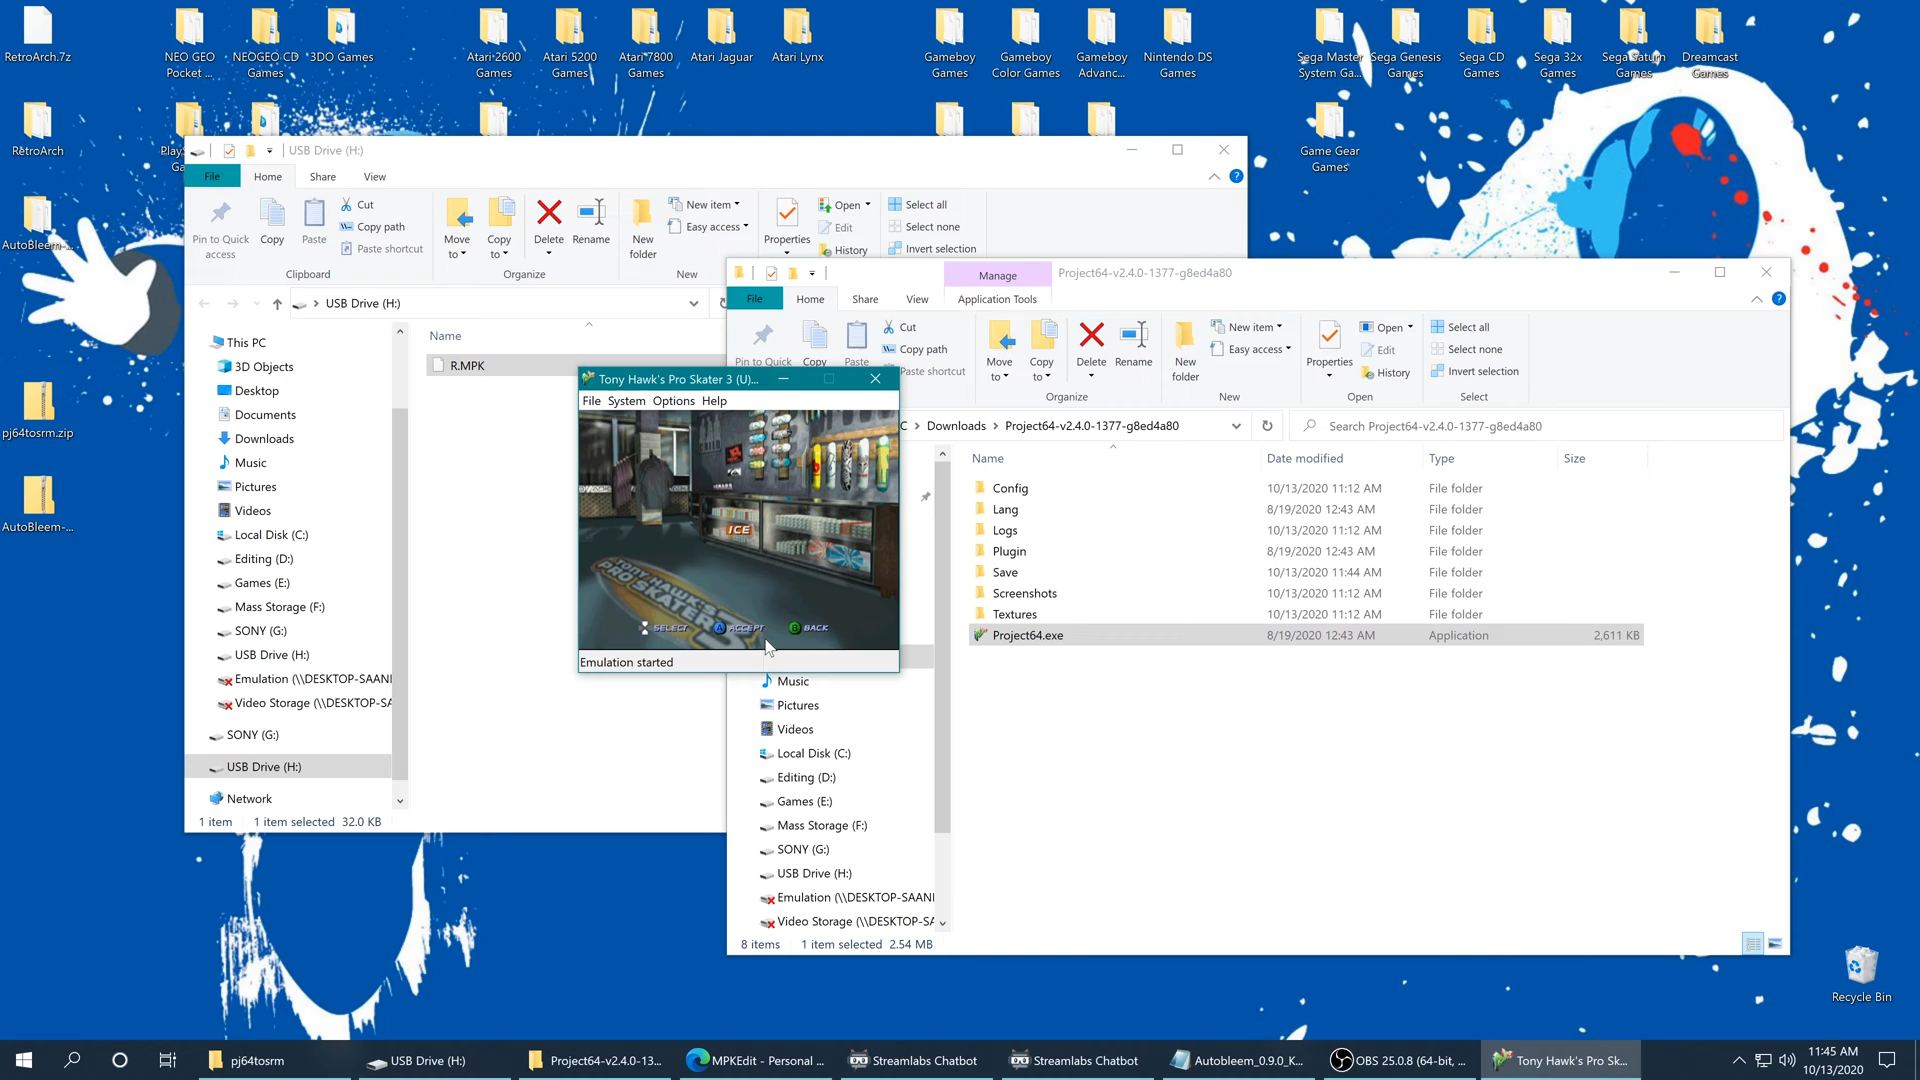 RetroArch.7z
NEO GEO
Pocket ...
NEOGEO CD
Games
3DO Games
Atari 2600
Games
Atari 5200
Games
Atari 7800
Games
Atari Jaguar
Atari Lynx
Gameboy
Games
Gameboy
Color Games
Gameboy
Advanc...
Nintendo DS
Games
Sega Master
System Ga...
Sega Genesis
Games
Sega CD
Games
Sega 32x
Games
Sega Saturn
Games
Dreamcast
Games
RetroArch
Game Gear
Games
AutoBleem-...
pj64tosrm.zip
AutoBleem-...
Recycle Bin
USB Drive (H:)
File
Home
Share
View
Pin to Quick
access
Copy
Paste
Cut
Copy path
Paste shortcut
Clipboard
Move
to
Copy
to
Delete
Rename
Organize
New
folder
New item
Easy access
New
Properties
Open
Edit
History
Select all
Select none
Invert selection
USB Drive (H:)
This PC
3D Objects
Desktop
Documents
Downloads
Music
Pictures
Videos
Local Disk (C:)
Editing (D:)
Games (E:)
Mass Storage (F:)
SONY (G:)
USB Drive (H:)
Emulation (\\DESKTOP-SAANI
Video Storage (\\DESKTOP-SA
SONY (G:)
USB Drive (H:)
Network
Name
R.MPK
1 item
1 item selected 32.0 KB
Manage
Project64-v2.4.0-1377-g8ed4a80
File
Home
Share
View
Application Tools
Pin to Quick
Copy
Paste
Cut
Copy path
Paste shortcut
Move
to
Copy
to
Delete
Rename
Organize
New
folder
New item
Easy access
New
Properties
Open
Edit
History
Open
Select all
Select none
Invert selection
Select
Downloads
Project64-v2.4.0-1377-g8ed4a80
Search Project64-v2.4.0-1377-g8ed4a80
Name
Date modified
Type
Size
Config 10/13/2020 11:12 AM File folder
Lang 8/19/2020 12:43 AM File folder
Logs 10/13/2020 11:12 AM File folder
Plugin 8/19/2020 12:43 AM File folder
Save 10/13/2020 11:44 AM File folder
Screenshots 10/13/2020 11:12 AM File folder
Textures 10/13/2020 11:12 AM File folder
Project64.exe 8/19/2020 12:43 AM Application 2,611 KB
Music
Pictures
Videos
Local Disk (C:)
Editing (D:)
Games (E:)
Mass Storage (F:)
SONY (G:)
USB Drive (H:)
Emulation (\\DESKTOP-SAANI
Video Storage (\\DESKTOP-SA
8 items
1 item selected 2.54 MB
Tony Hawk's Pro Skater 3 (U)...
File System Options Help
ICE
TONY HAWK'S
PRO SKATER
SELECT
A ACCEPT
B BACK
Emulation started
pj64tosrm
USB Drive (H:)
Project64-v2.4.0-13...
MPKEdit - Personal ...
Streamlabs Chatbot
Streamlabs Chatbot
Autobleem_0.9.0_K...
OBS 25.0.8 (64-bit, ...
Tony Hawk's Pro Sk...
11:45 AM
10/13/2020